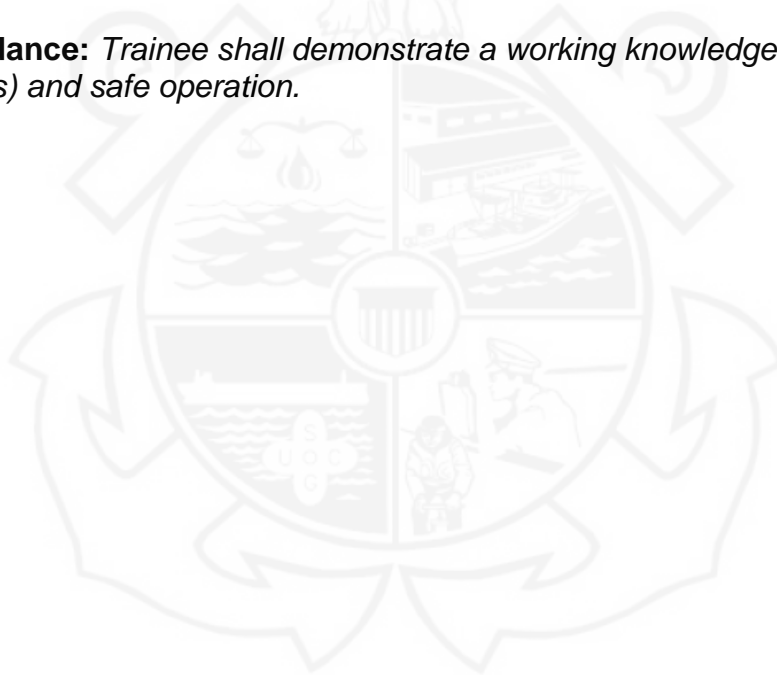 lance: Trainee shall demonstrate a working knowledge
s) and safe operation.
U S C G
O